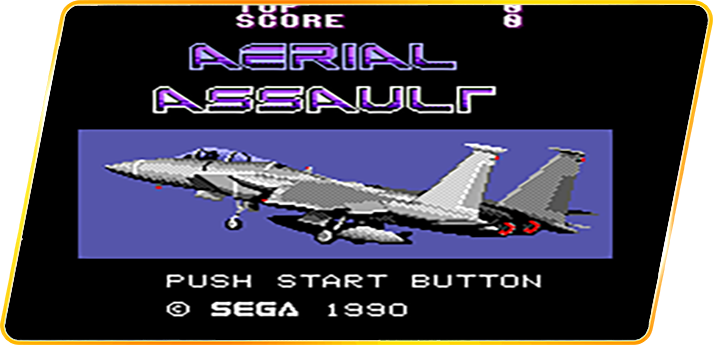 TOP 0
SCORE 0
AERIAL
ASSAULT
PUSH START BUTTON
© SEGA 1990